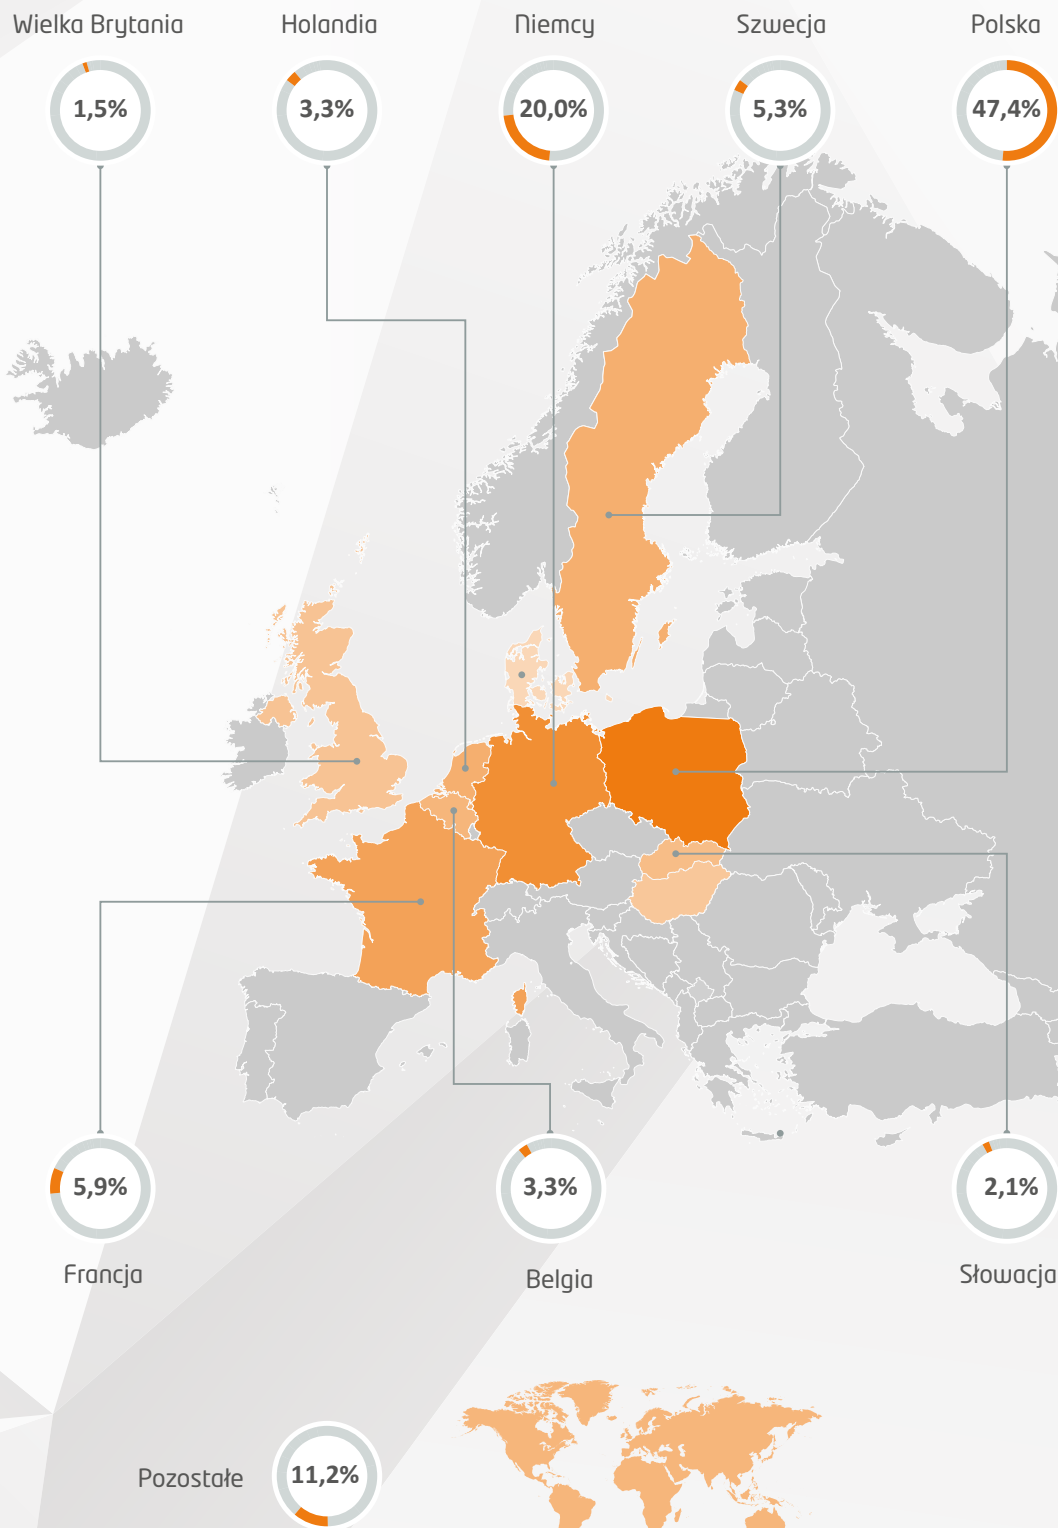 Wielka Brytania
Holandia
Niemcy
Szwecja
Polska
1,5%
3,3%
20,0%
5,3%
47,4%
5,9%
3,3%
2,1%
Francja
Belgia
Słowacja
Pozostałe
11,2%